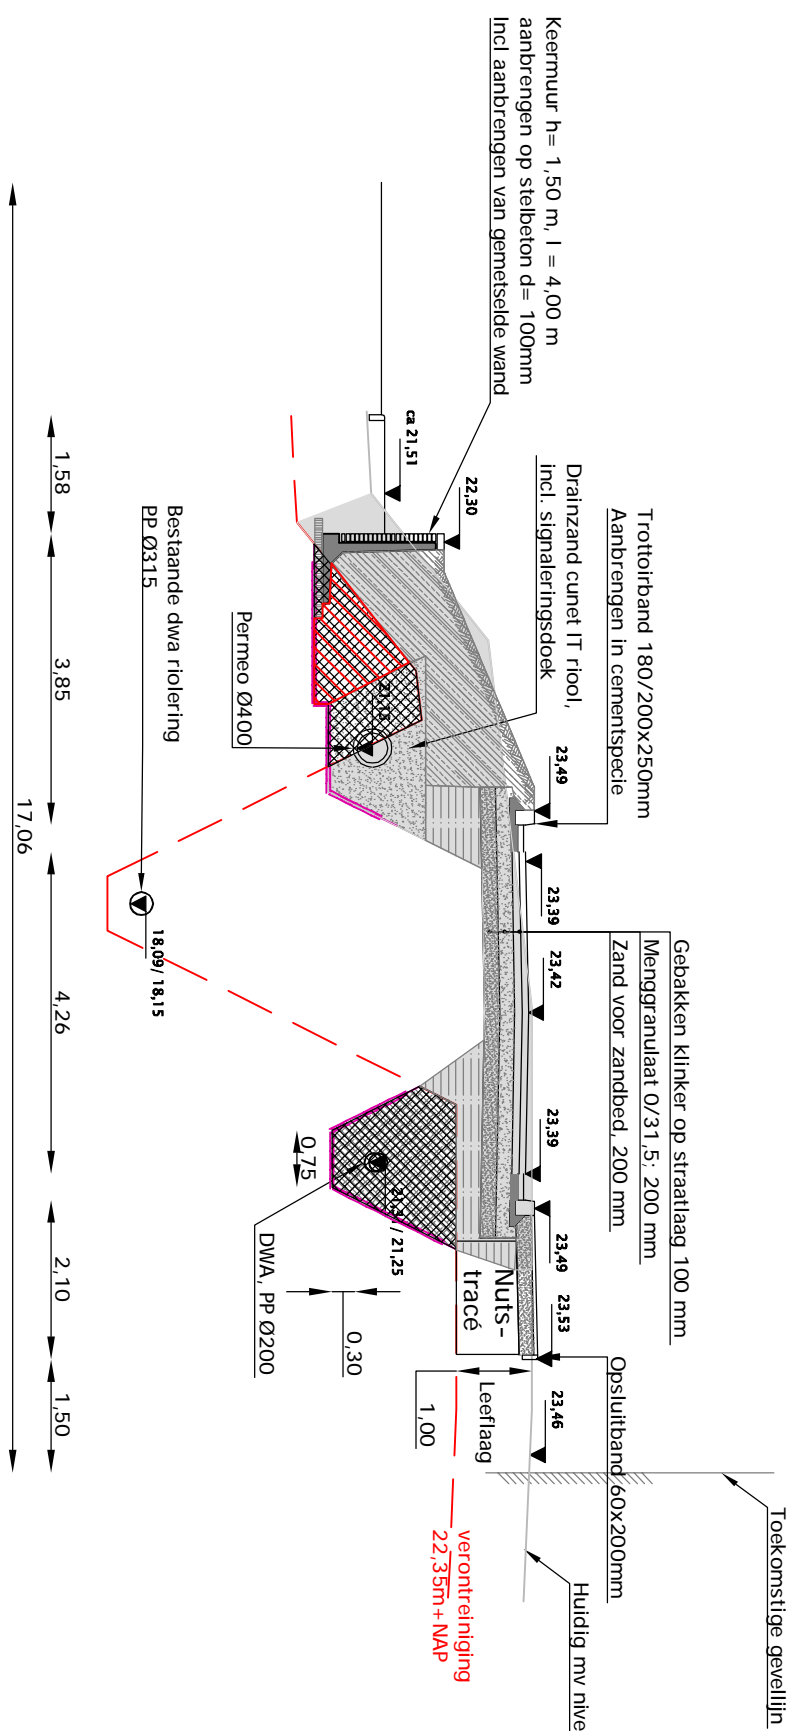 Keermuur h= 1,50 m, l = 4,00 m
aanbrengen op stelbeton d= 100mm
Incl aanbrengen van gemetselde wand
ca 21,51
22,30
Drainzand cunet IT riool,
incl. signaleringsdoek
Trottoirband 180/200x250mm
Aanbrengen in cementspecie
23,49
23,39
23,42
23,39
23,49
23,53
23,46
Gebakken klinker op straatlaag 100 mm
Menggranulaat 0/31,5; 200 mm
Zand voor zandbed, 200 mm
Opsluitband 60x200mm
Toekomstige gevellijn
Huidig mv nive
Nuts-
tracé
Leeflaag
1,00
verontreiniging
22,35m+NAP
Bestaande dwa riolering
PP Ø315
Permeo Ø400
21,13
18,09/ 18,15
/ 21,25
0,75
DWA, PP Ø200
0,30
1,58
3,85
4,26
2,10
1,50
17,06